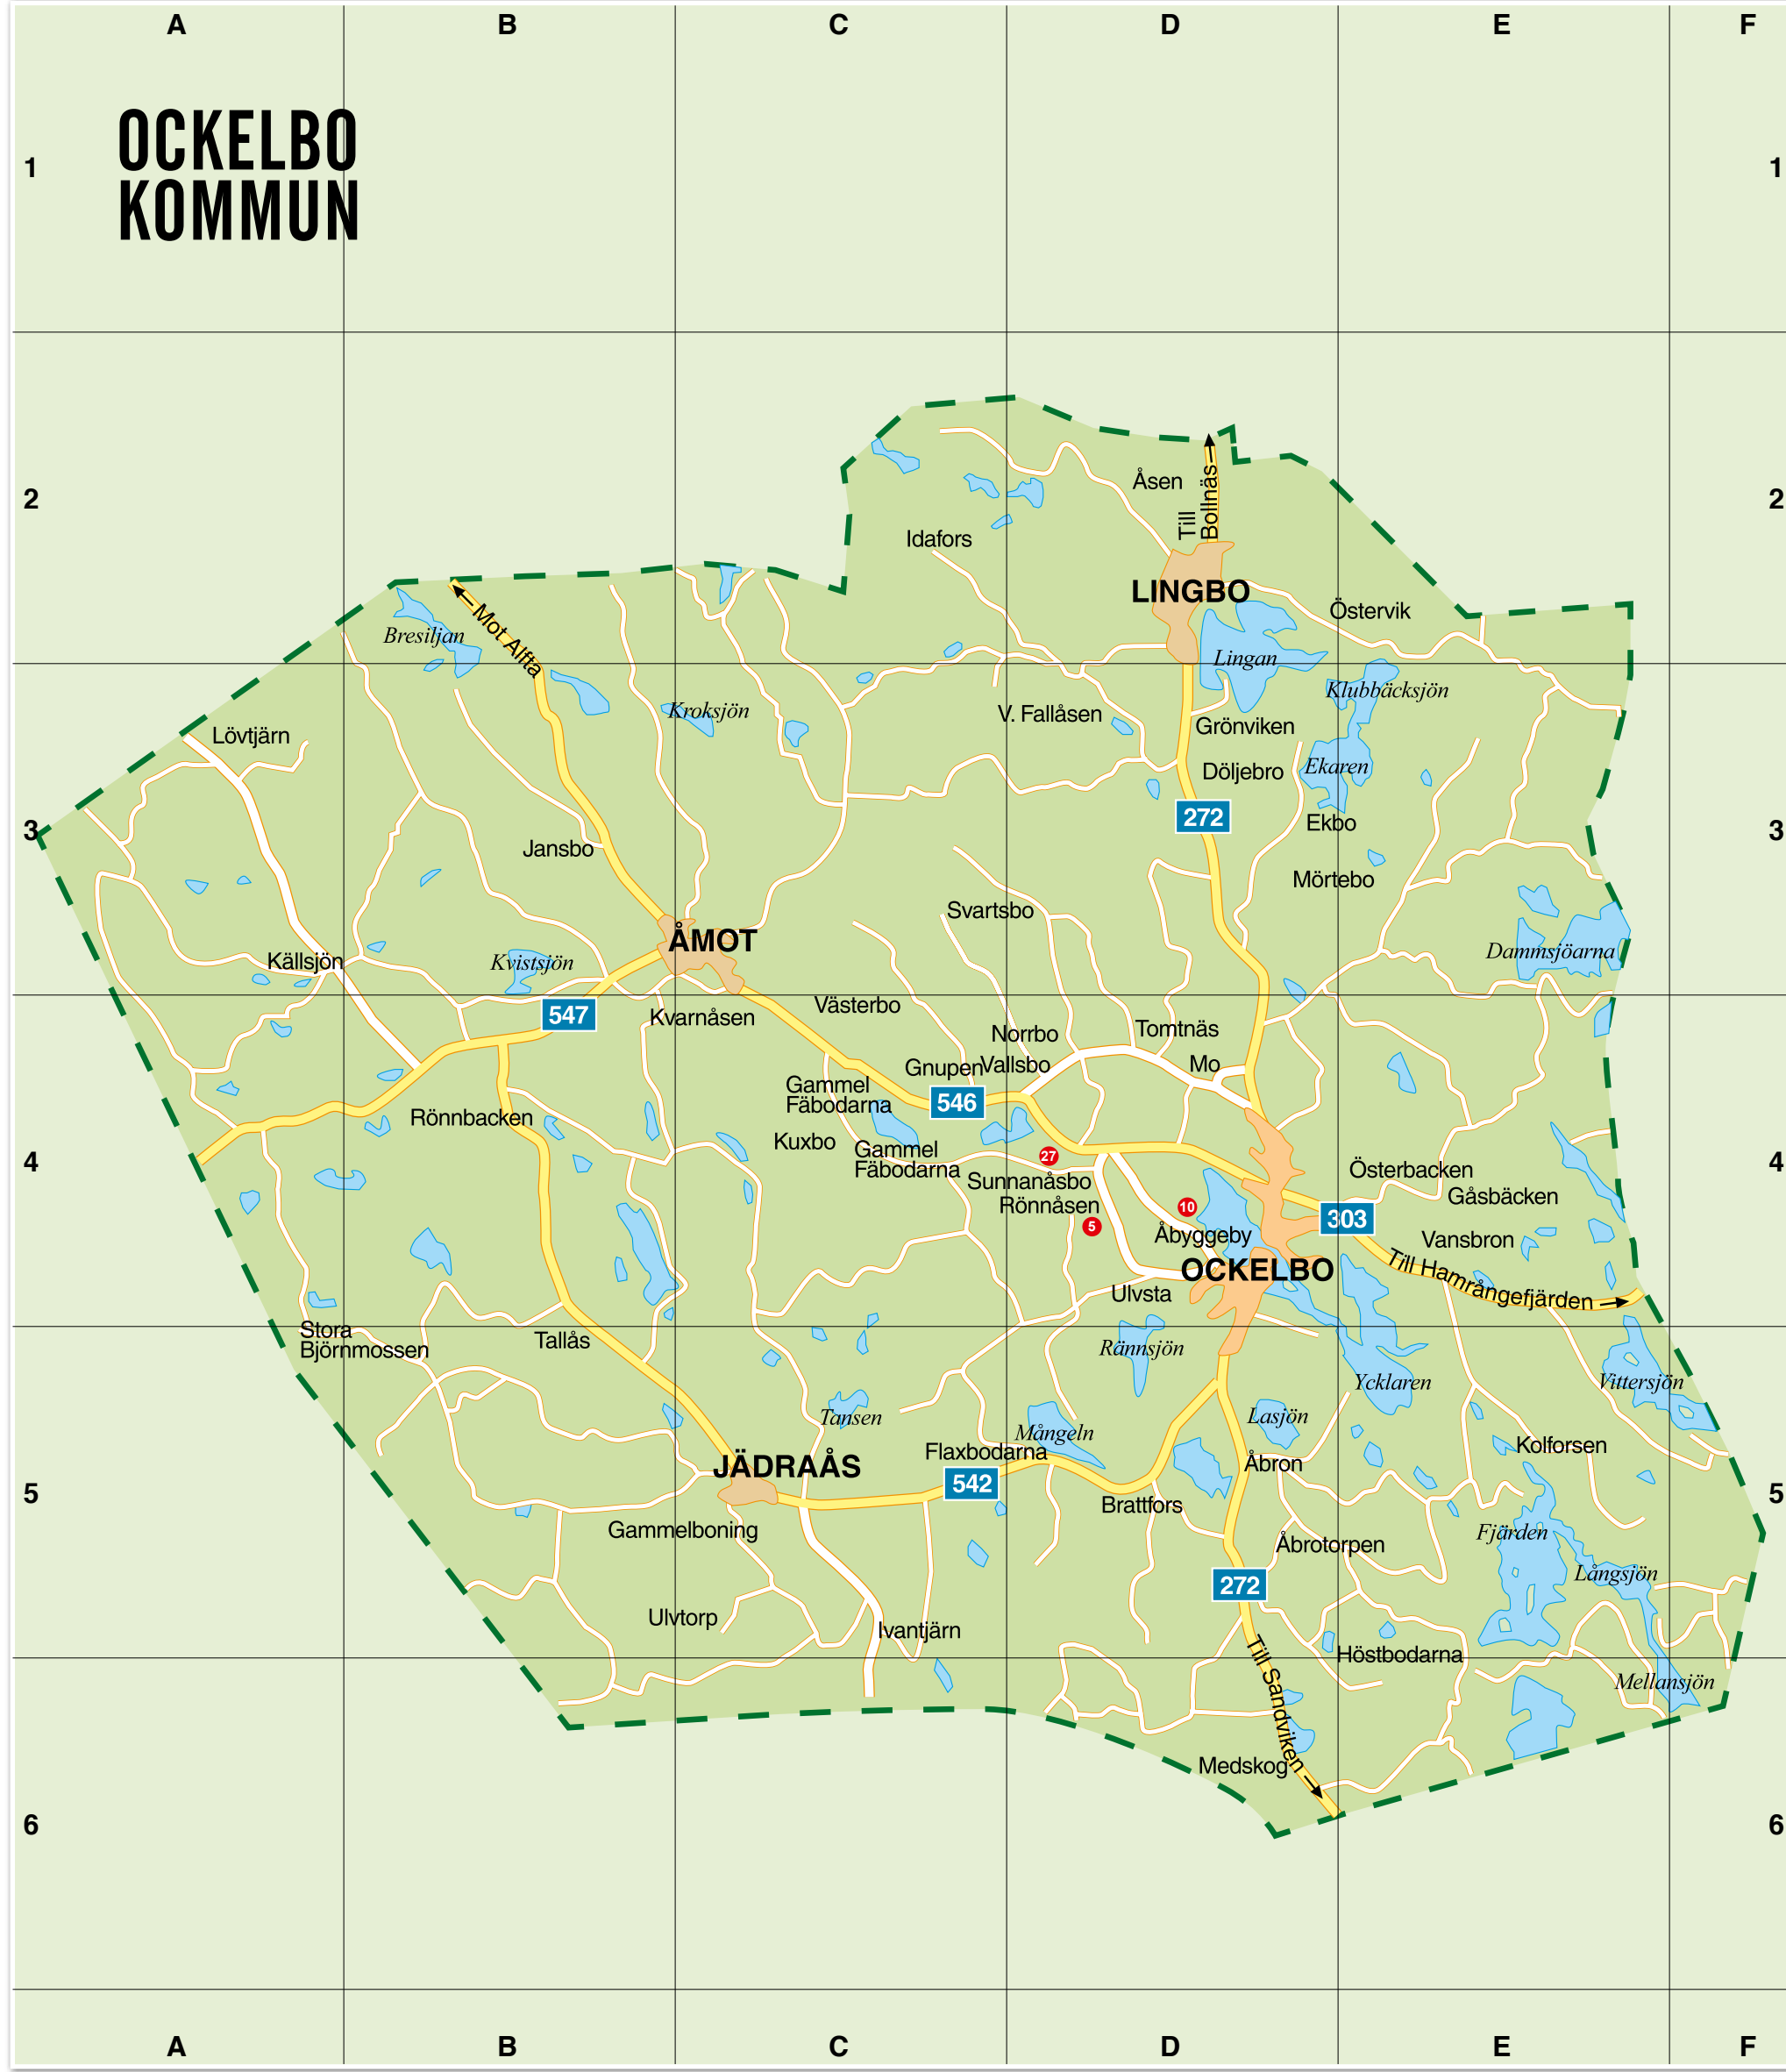 A B C D E F
OCKELBO
KOMMUN
1 1
2 2
Åsen
Till
Bollnäs
Idafors
LINGBO
Östervik
Bresiljan
Mot Alfta
Lingan
Klubbäcksjön
Kroksjön
V. Fallåsen
Grönviken
Lövtjärn
Ekaren
Döljebro
272
Ekbo
3 3
Jansbo
Mörtebo
Svartsbo
ÅMOT
Dammsjöarna
Källsjön
Kvistsjön
547
Västerbo
Kvarnåsen
Norrbo
Tomtnäs
Gnupen
Vallsbo
Mo
Gammel
Fäbodarna
546
Rönnbacken
Kuxbo
Gammel
Fäbodarna
27
4 4
Österbacken
Sunnanåsbo
Gåsbäcken
Rönnåsen
10
5
303
Åbyggeby
Vansbron
OCKELBO
Till Hamrångefjärden
Ulvsta
Stora
Björnmossen
Tallås
Rännsjön
Ycklaren
Vittersjön
Tansen
Lasjön
Mångeln
Kolforsen
Flaxbodarna
JÄDRAÅS
Åbron
542
5 5
Brattfors
Gammelboning
Fjärden
Åbrotorpen
Långsjön
272
Ulvtorp
Ivantjärn
Höstbodarna
Till Sandviken
Mellansjön
Medskog
6 6
A B C D E F